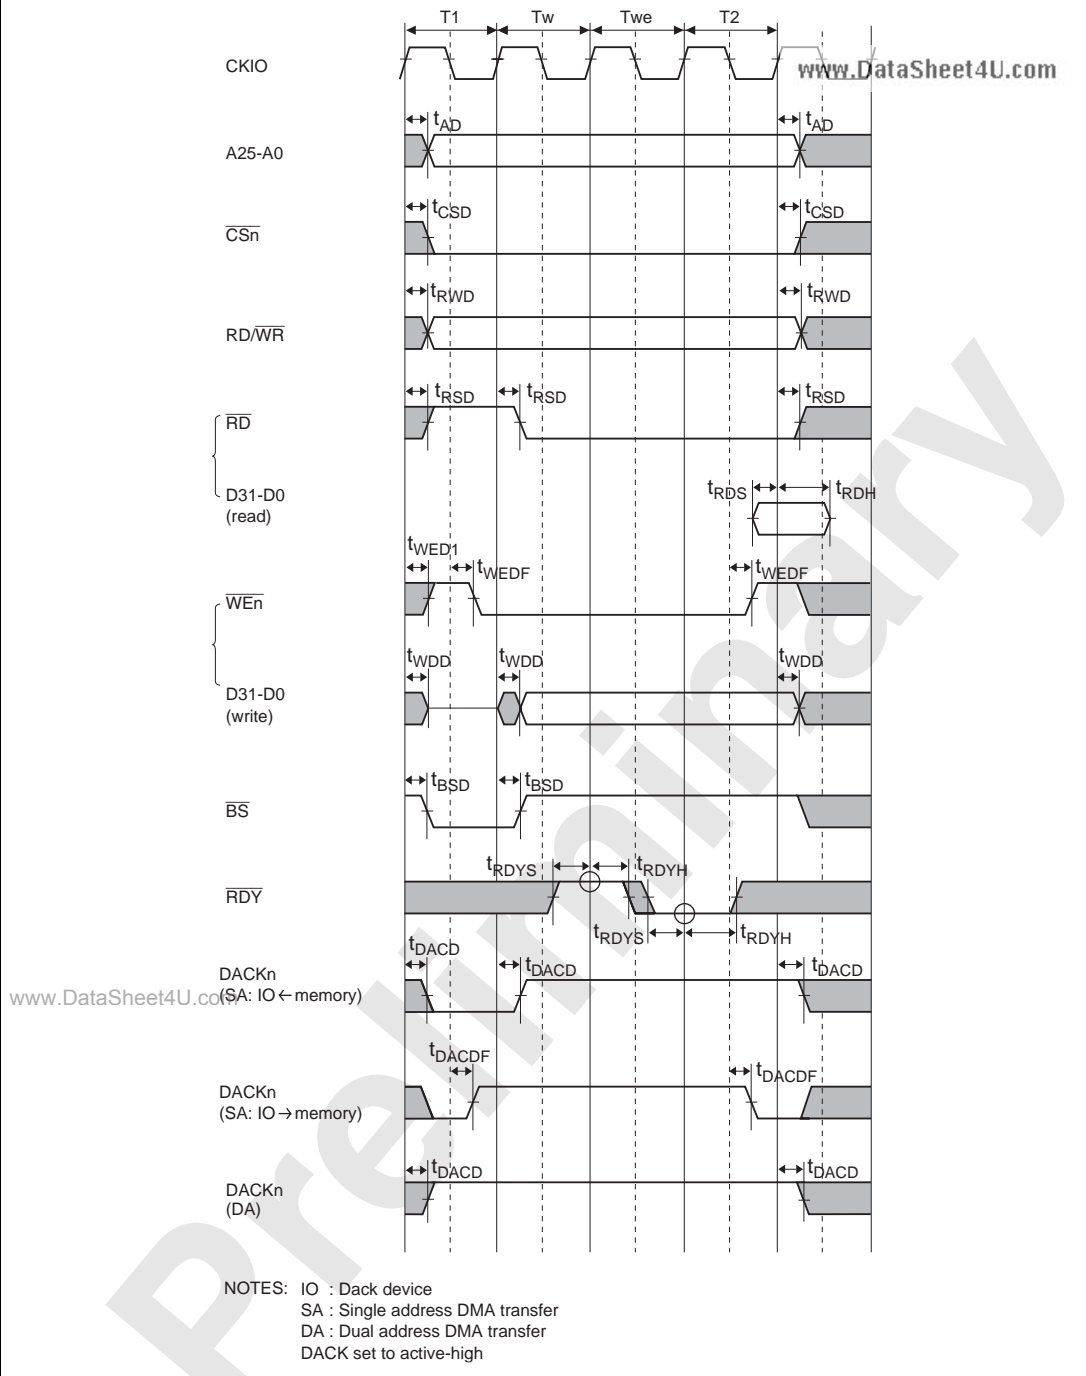 T1 Tw Twe T2
CKIO
www.DataSheet4U.com
tAD tAD
A25-A0
tCSD tCSD
CSn
tRWD tRWD
RD/WR
tRSD tRSD tRSD
RD
tRDS tRDH
D31-D0
(read)
tWED1 tWEDF tWEDF
WEn
tWDD tWDD tWDD
D31-D0
(write)
tBSD tBSD
BS
tRDYS tRDYH
RDY
tRDYS tRDYH
tDACD tDACD tDACD
DACKn
(SA: IO ← memory)
www.DataSheet4U.com
tDACDF tDACDF
DACKn
(SA: IO → memory)
tDACD tDACD
DACKn
(DA)
NOTES: IO : Dack device
SA : Single address DMA transfer
DA : Dual address DMA transfer
DACK set to active-high
Preliminary